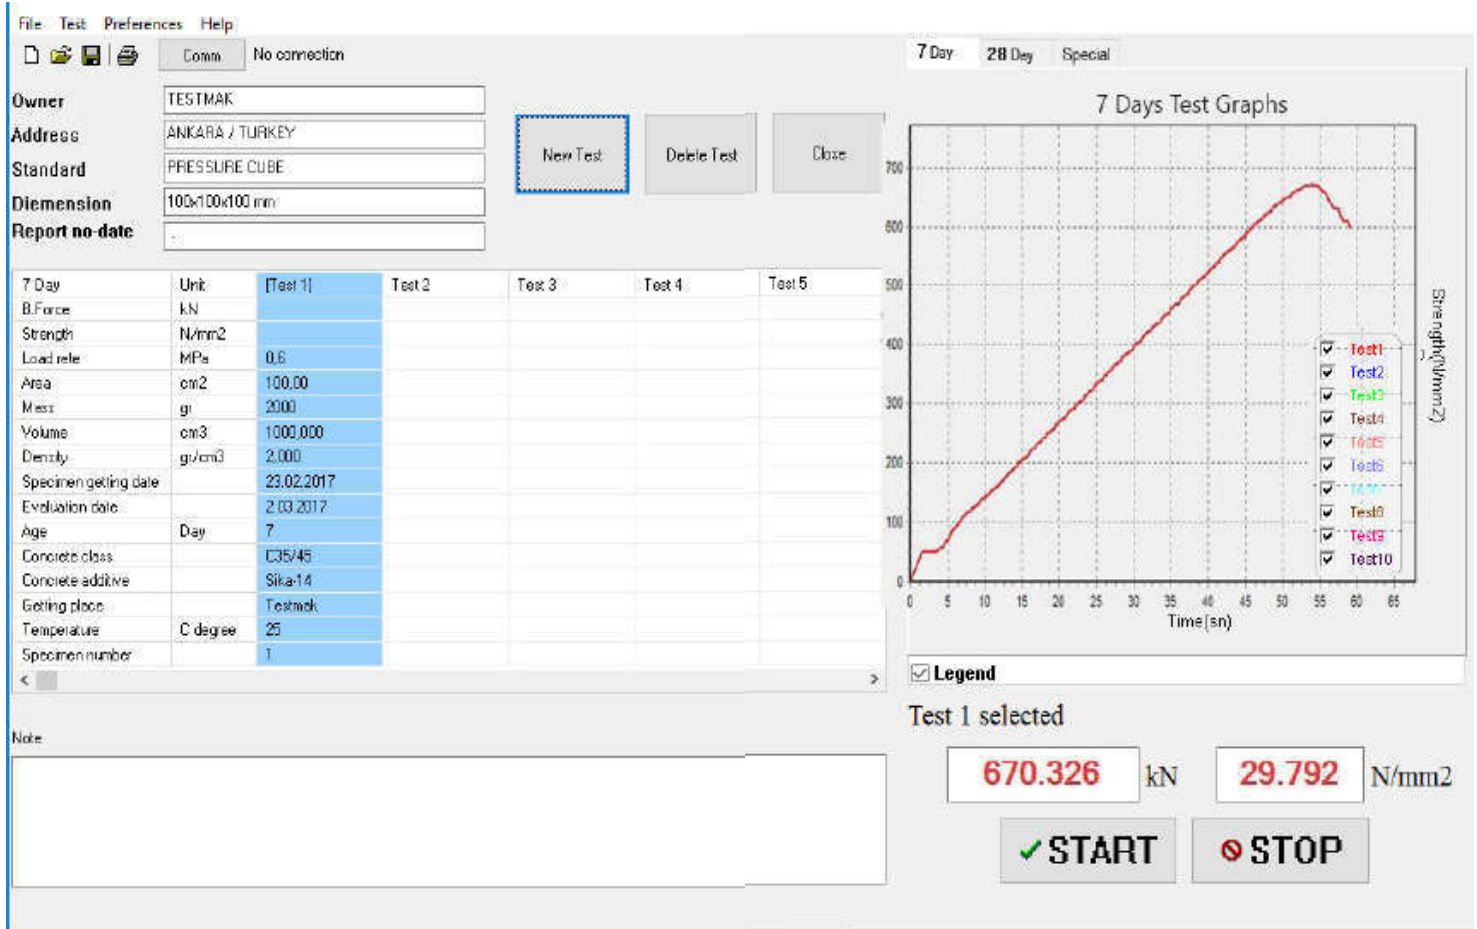 File Test Preferences Help
Comm No connection
Owner TESTMAK
Address ANKARA / TURKEY
Standard PRESSURE CUBE
Diemension 100x100x100 mm
Report no-date .
New Test Delete Test Close
7 Day Unit [Test 1] Test 2 Test 3 Test 4 Test 5
B.Force kN
Strength N/mm2
Load rate MPa 0,6
Area cm2 100,00
Mass gr 2000
Volume cm3 1000,000
Density gr/cm3 2,000
Specimen getting date 23.02.2017
Evaluation date 2.03.2017
Age Day 7
Concrete class C35/45
Concrete additive Sika-14
Getting place Testmak
Temperature C degree 25
Specimen number 1
Note
7 Day 28 Day Special
7 Days Test Graphs
700
600
500
400
300
200
100
0
0 5 10 15 20 25 30 35 40 45 50 55 60 65
Time(sn)
Strength(N/mm2)
Test1
Test2
Test3
Test4
Test5
Test6
Test8
Test9
Test10
Legend
Test 1 selected
670.326 kN 29.792 N/mm2
START STOP